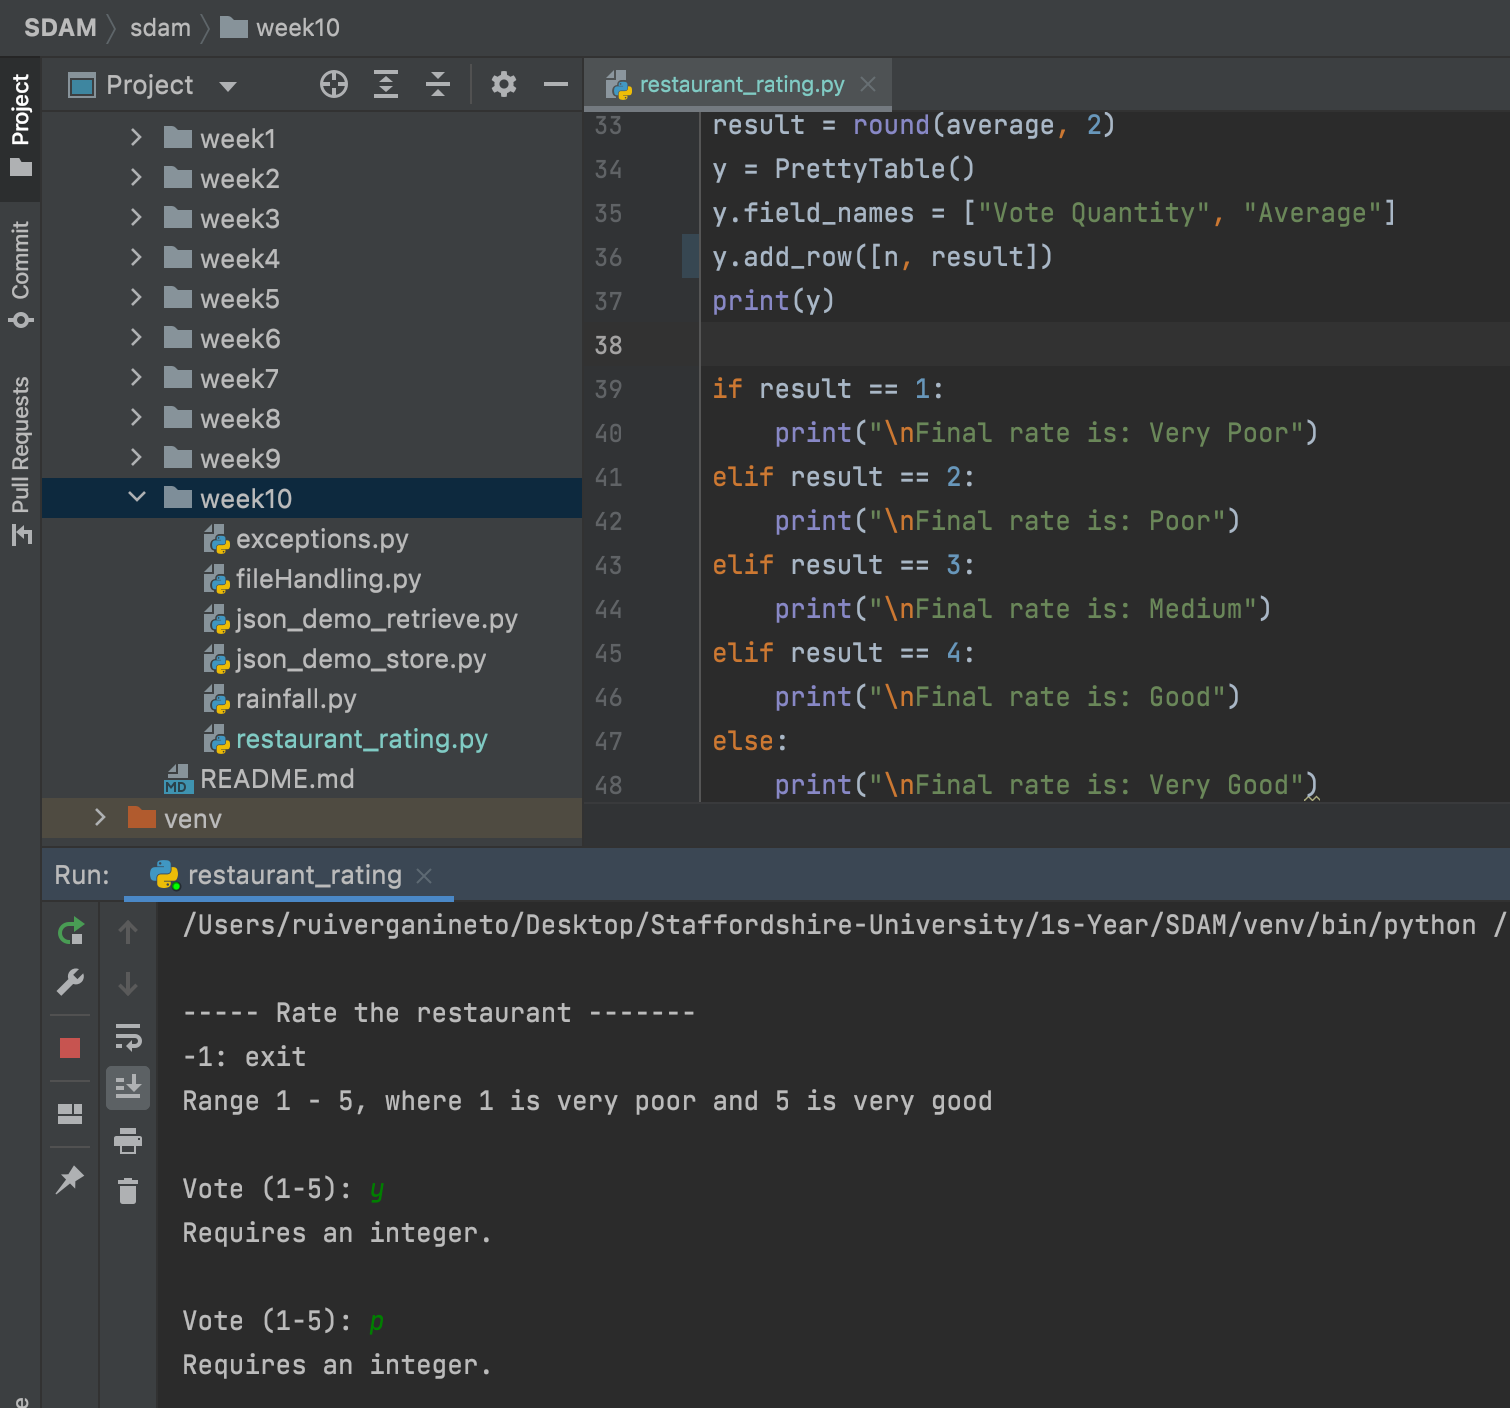 SDAM sdam week10
Project
Commit
Pull Requests
Project
week1
week2
week3
week4
week5
week6
week7
week8
week9
week10
exceptions.py
fileHandling.py
json_demo_retrieve.py
json_demo_store.py
rainfall.py
restaurant_rating.py
README.md
venv
restaurant_rating.py
33 result = round(average, 2)
34 y = PrettyTable()
35 y.field_names = ["Vote Quantity", "Average"]
36 y.add_row([n, result])
37 print(y)
38
39 if result == 1:
40 print("\nFinal rate is: Very Poor")
41 elif result == 2:
42 print("\nFinal rate is: Poor")
43 elif result == 3:
44 print("\nFinal rate is: Medium")
45 elif result == 4:
46 print("\nFinal rate is: Good")
47 else:
48 print("\nFinal rate is: Very Good")
Run: restaurant_rating
/Users/ruiverganineto/Desktop/Staffordshire-University/1s-Year/SDAM/venv/bin/python /
----- Rate the restaurant -------
-1: exit
Range 1 - 5, where 1 is very poor and 5 is very good
Vote (1-5): y
Requires an integer.
Vote (1-5): p
Requires an integer.